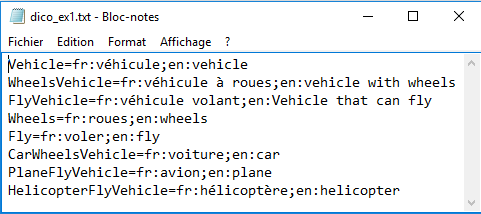 dico_ex1.txt - Bloc-notes
Fichier Edition Format Affichage ?
Vehicle=fr:véhicule;en:vehicle
WheelsVehicle=fr:véhicule à roues;en:vehicle with wheels
FlyVehicle=fr:véhicule volant;en:Vehicle that can fly
Wheels=fr:roues;en:wheels
Fly=fr:voler;en:fly
CarWheelsVehicle=fr:voiture;en:car
PlaneFlyVehicle=fr:avion;en:plane
HelicopterFlyVehicle=fr:hélicoptère;en:helicopter